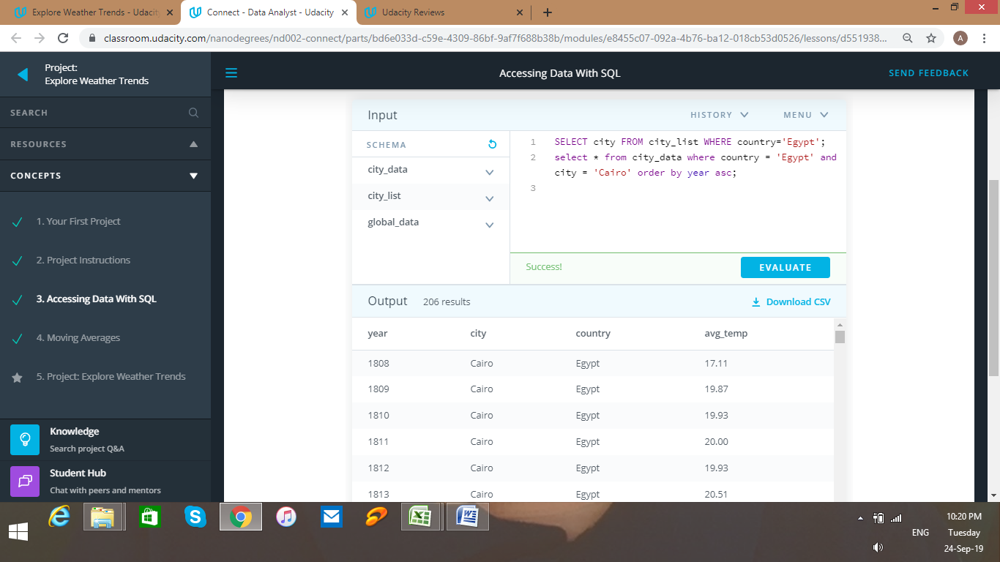 Explore Weather Trends - Udacit
Connect - Data Analyst - Udacity
Udacity Reviews
classroom.udacity.com/nanodegrees/nd002-connect/parts/bd6e033d-c59e-4309-86bf-9af7f688b38b/modules/e8455c07-092a-4b76-ba12-018cb53d0526/lessons/d551938...
A
Project:
Explore Weather Trends
Accessing Data With SQL
SEND FEEDBACK
SEARCH
RESOURCES
CONCEPTS
1. Your First Project
2. Project Instructions
3. Accessing Data With SQL
4. Moving Averages
5. Project: Explore Weather Trends
Knowledge
Search project Q&A
Student Hub
Chat with peers and mentors
Input
HISTORY
MENU
SCHEMA
city_data
city_list
global_data
1 SELECT city FROM city_list WHERE country='Egypt';
2 select * from city_data where country = 'Egypt' and
city = 'Cairo' order by year asc;
3
Success!
EVALUATE
Output 206 results
Download CSV
year city country avg_temp
1808 Cairo Egypt 17.11
1809 Cairo Egypt 19.87
1810 Cairo Egypt 19.93
1811 Cairo Egypt 20.00
1812 Cairo Egypt 19.93
1813 Cairo Egypt 20.51
ENG
10:20 PM
Tuesday
24-Sep-19